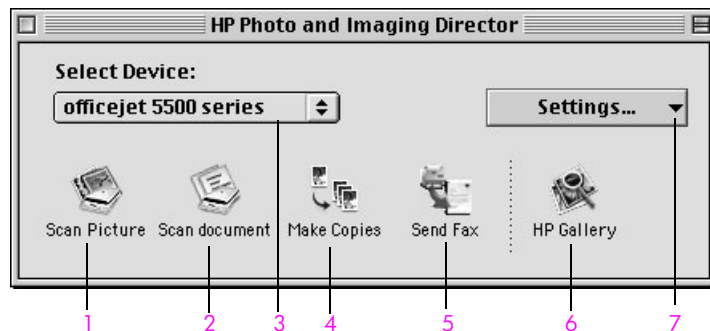 HP Photo and Imaging Director
Select Device:
officejet 5500 series
Settings...
Scan Picture
Scan document
Make Copies
Send Fax
HP Gallery
1 2 3 4 5 6 7